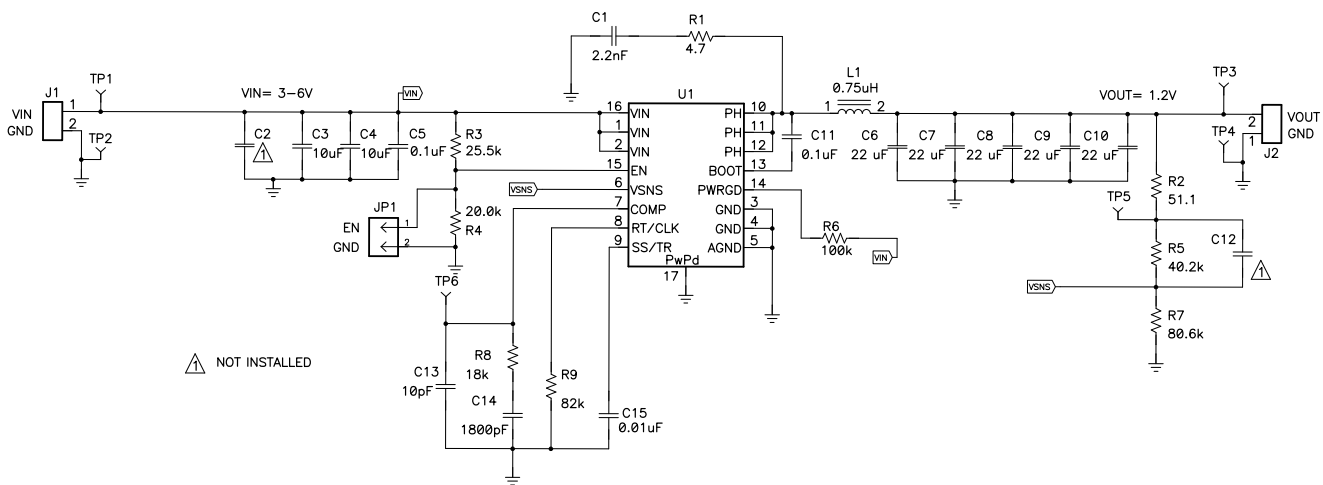 C1
2.2nF
R1
4.7
J1
VIN
GND
1
2
TP1
TP2
VIN= 3-6V
VIN
C2
1
C3
10uF
C4
10uF
C5
0.1uF
R3
25.5k
20.0k
R4
JP1
EN
GND
1
2
VSNS
U1
16
VIN
1
VIN
2
VIN
15
EN
6
VSNS
7
COMP
8
RT/CLK
9
SS/TR
PwPd
17
PH
10
PH
11
PH
12
BOOT
13
PWRGD
14
GND
3
GND
4
AGND
5
C11
0.1uF
R6
100k
VIN
L1
0.75uH
1
2
C6
22 uF
C7
22 uF
C8
22 uF
C9
22 uF
C10
22 uF
VOUT= 1.2V
TP3
TP4
2
1
VOUT
GND
J2
R2
51.1
TP5
R5
40.2k
C12
1
VSNS
R7
80.6k
TP6
C13
10pF
R8
18k
C14
1800pF
R9
82k
C15
0.01uF
1 NOT INSTALLED